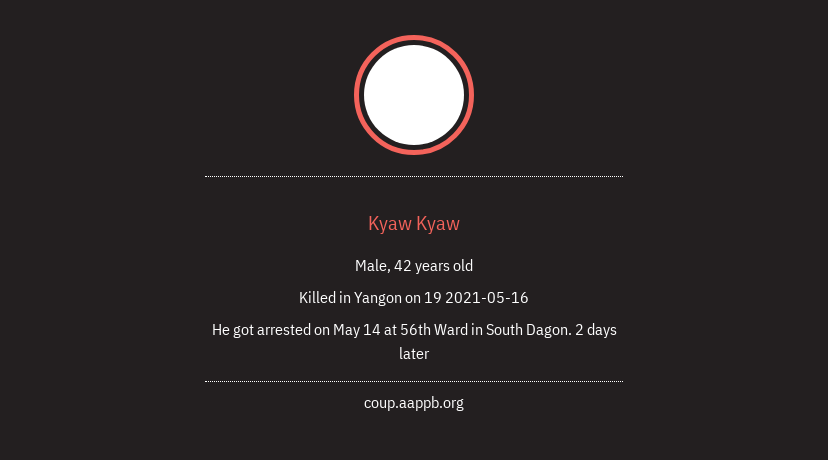 Kyaw Kyaw
Male, 42 years old
Killed in Yangon on 19 2021-05-16
He got arrested on May 14 at 56th Ward in South Dagon. 2 days
later
coup.aappb.org